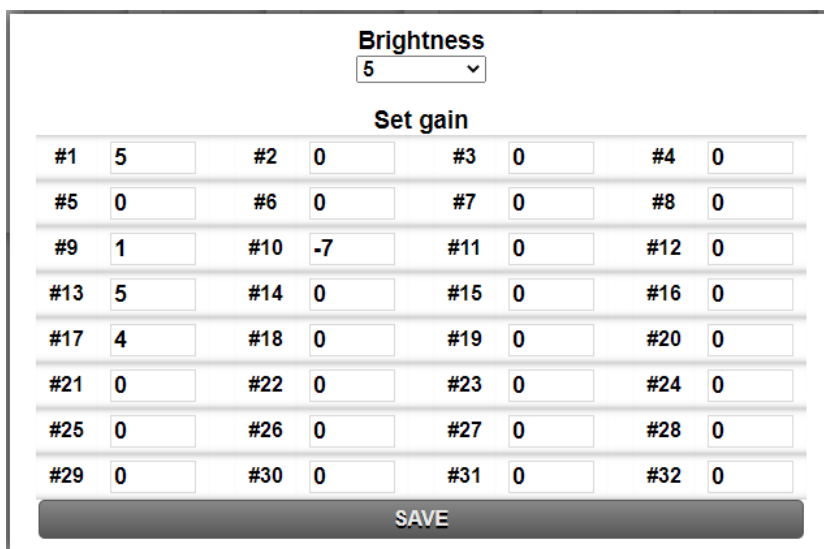 Brightness
5
Set gain
#1 5 #2 0 #3 0 #4 0
#5 0 #6 0 #7 0 #8 0
#9 1 #10 -7 #11 0 #12 0
#13 5 #14 0 #15 0 #16 0
#17 4 #18 0 #19 0 #20 0
#21 0 #22 0 #23 0 #24 0
#25 0 #26 0 #27 0 #28 0
#29 0 #30 0 #31 0 #32 0
SAVE